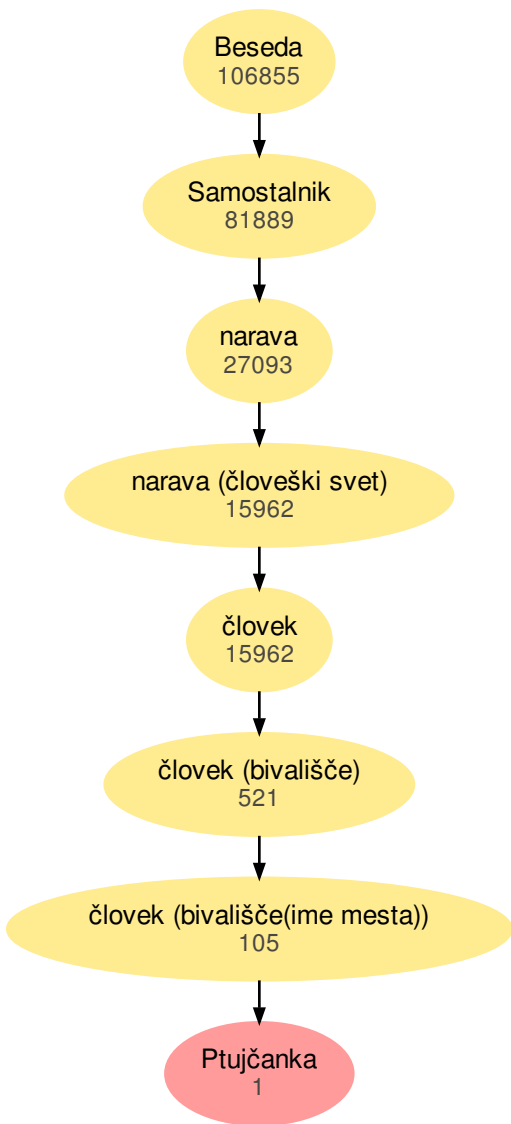 Beseda
106855
Samostalnik
81889
narava
27093
narava (človeški svet)
15962
človek
15962
človek (bivališče)
521
človek (bivališče(ime mesta))
105
Ptujčanka
1